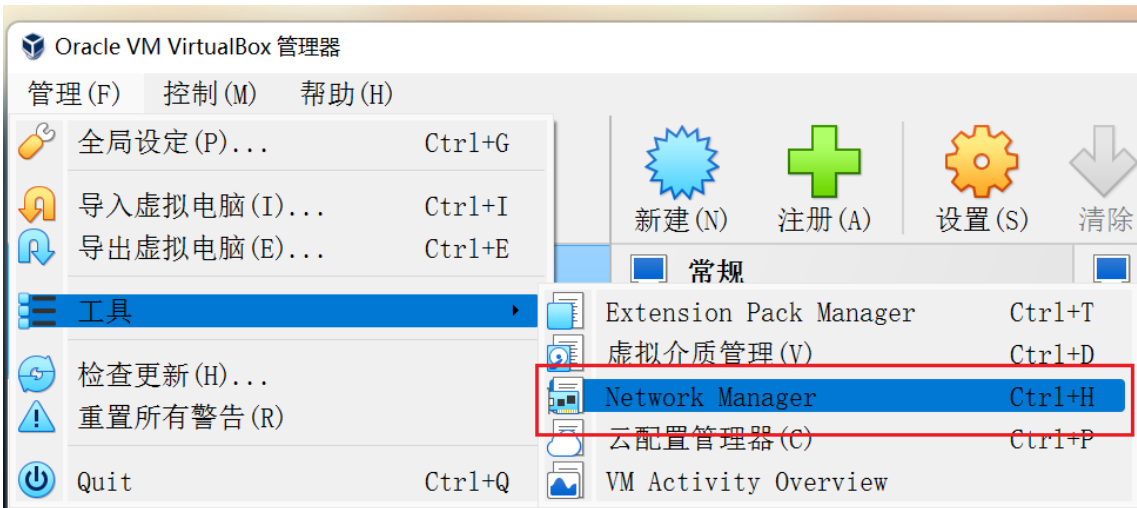 Oracle VM VirtualBox 管理器
管理(F) 控制(M) 帮助(H)
全局设定(P)... Ctrl+G
导入虚拟电脑(I)... Ctrl+I
导出虚拟电脑(E)... Ctrl+E
工具
检查更新(H)...
重置所有警告(R)
Quit Ctrl+Q
新建(N) 注册(A) 设置(S) 清除
常规
Extension Pack Manager Ctrl+T
虚拟介质管理(V) Ctrl+D
Network Manager Ctrl+H
云配置管理器(C) Ctrl+P
VM Activity Overview